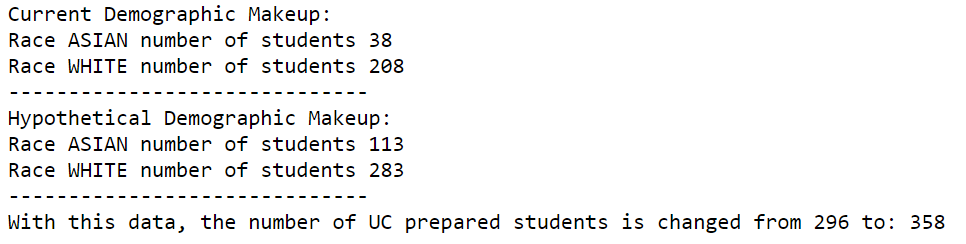 Current Demographic Makeup:
Race ASIAN number of students 38
Race WHITE number of students 208
------------------------------
Hypothetical Demographic Makeup:
Race ASIAN number of students 113
Race WHITE number of students 283
------------------------------
With this data, the number of UC prepared students is changed from 296 to: 358